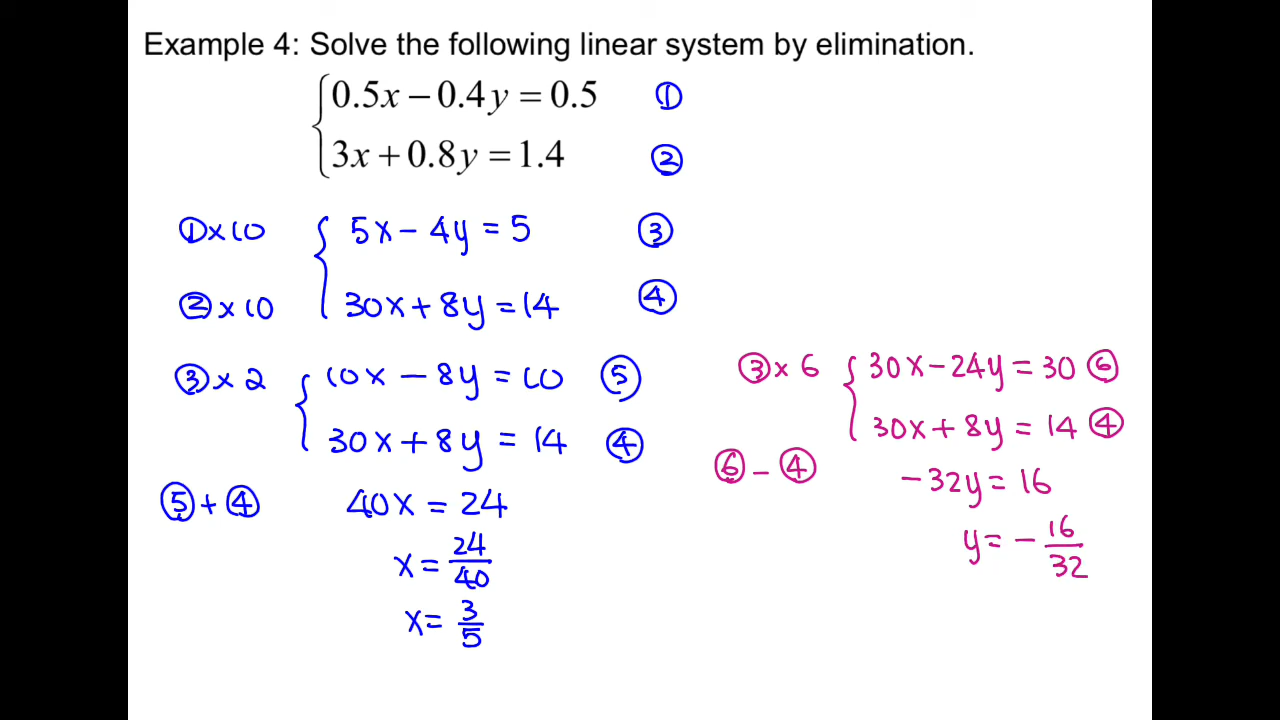 Example 4: Solve the following linear system by elimination.
0.5x − 0.4y = 0.5 ①
3x + 0.8y = 1.4 ②
①×10 5x − 4y = 5 ③
②×10 30x + 8y = 14 ④
③×2 10x − 8y = 10 ⑤
30x + 8y = 14 ④
⑤+④ 40x = 24
x = 24/40
x = 3/5
③×6 30x − 24y = 30 ⑥
30x + 8y = 14 ④
⑥−④ −32y = 16
y = −16/32